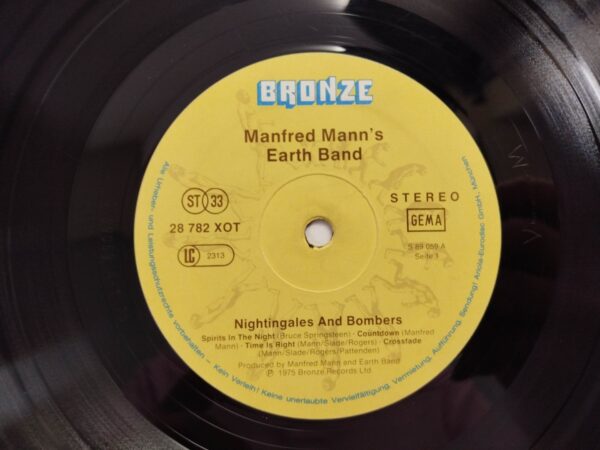 BRONZE
Manfred Mann's
Earth Band
ST 33
28 782 XOT
LC 2313
STEREO
GEMA
S 89 059 A
Seite 1
Nightingales And Bombers
Spirits In The Night (Bruce Springsteen) · Countdown (Manfred
Mann) · Time Is Right (Mann/Slade/Rogers) · Crossfade
(Mann/Slade/Rogers/Pattenden)
Produced by Manfred Mann and Earth Band
Ⓟ 1975 Bronze Records Ltd.
Alle Urheber- und Leistungsschutzrechte vorbehalten – Kein Verleih! Keine unerlaubte Vervielfältigung, Vermietung, Aufführung, Sendung! Ariola-Eurodisc GmbH, München